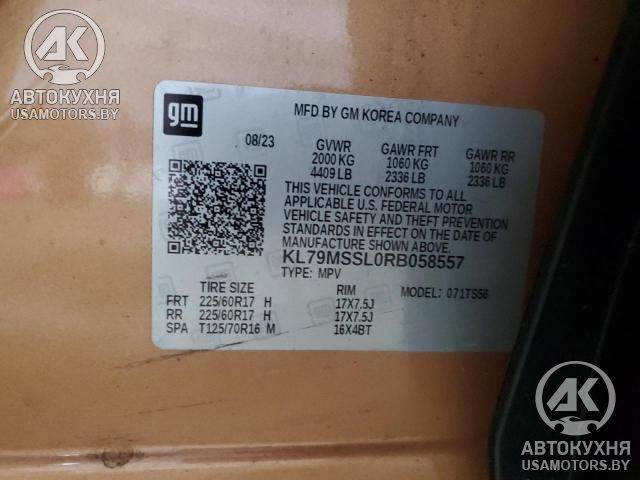 АК
АВТОКУХНЯ
USAMOTORS.BY
gm
MFD BY GM KOREA COMPANY
08/23 GVWR GAWR FRT GAWR RR
2000 KG 1060 KG 1060 KG
4409 LB 2336 LB 2336 LB
THIS VEHICLE CONFORMS TO ALL
APPLICABLE U.S. FEDERAL MOTOR
VEHICLE SAFETY AND THEFT PREVENTION
STANDARDS IN EFFECT ON THE DATE OF
MANUFACTURE SHOWN ABOVE.
KL79MSSL0RB058557
TYPE: MPV MODEL: 071TS56
TIRE SIZE RIM
FRT 225/60R17 H 17X7.5J
RR 225/60R17 H 17X7.5J
SPA T125/70R16 M 16X4BT
АК
АВТОКУХНЯ
USAMOTORS.BY